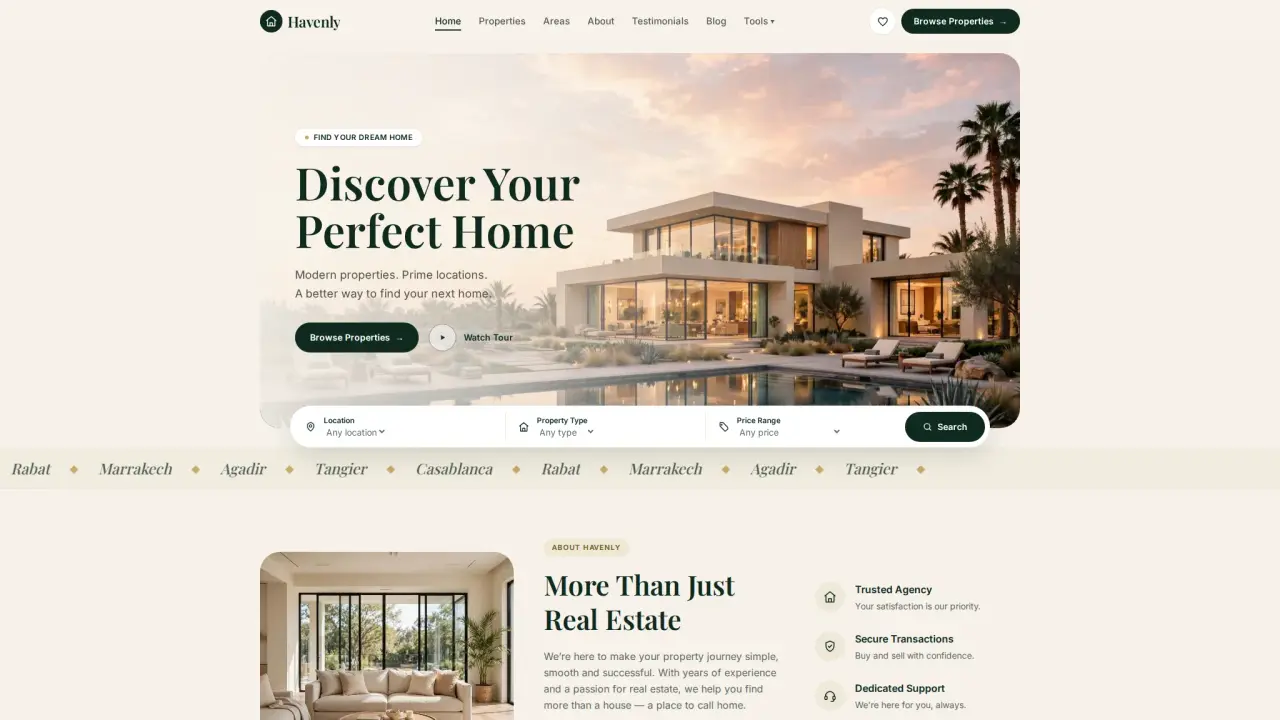 Havenly
Home
Properties
Areas
About
Testimonials
Blog
Tools ▾
Browse Properties →
FIND YOUR DREAM HOME
Discover Your
Perfect Home
Modern properties. Prime locations.
A better way to find your next home.
Browse Properties →
Watch Tour
Location
Any location
Property Type
Any type
Price Range
Any price
Search
Rabat ◆ Marrakech ◆ Agadir ◆ Tangier ◆ Casablanca ◆ Rabat ◆ Marrakech ◆ Agadir ◆ Tangier ◆
ABOUT HAVENLY
More Than Just
Real Estate
We're here to make your property journey simple,
smooth and successful. With years of experience
and a passion for real estate, we help you find
more than a house — a place to call home.
Trusted Agency
Your satisfaction is our priority.
Secure Transactions
Buy and sell with confidence.
Dedicated Support
We're here for you, always.